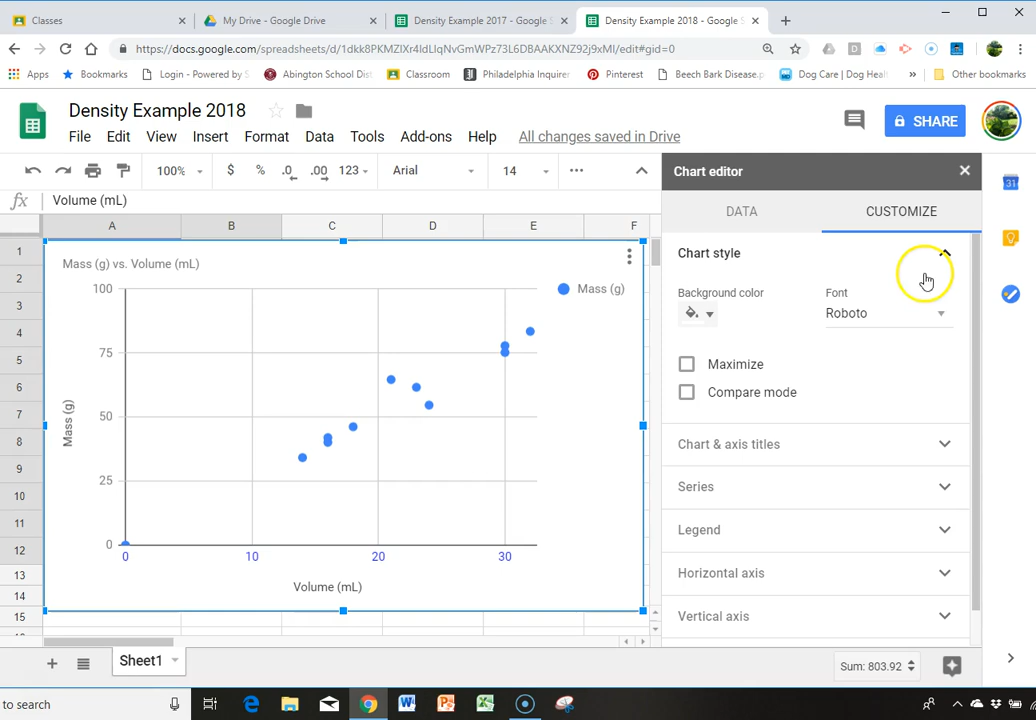 Classes
My Drive - Google Drive
Density Example 2017 - Google S
Density Example 2018 - Google S
https://docs.google.com/spreadsheets/d/1dkk8PKMZIXr4ldLIqNvGmWPz73L6DBAAKXNZ92j9xMI/edit#gid=0
Apps
Bookmarks
Login - Powered by S
Abington School Dist
Classroom
Philadelphia Inquirer
Pinterest
Beech Bark Disease.p
Dog Care | Dog Healt
»
Other bookmarks
Density Example 2018
File Edit View Insert Format Data Tools Add-ons Help All changes saved in Drive
SHARE
100% $ % .0 .00 123 Arial 14
fx Volume (mL)
A B C D E F
1
2
3
4
5
6
7
8
9
10
11
12
13
14
15
Mass (g) vs. Volume (mL)
Mass (g)
100
75
50
25
0
Mass (g)
0 10 20 30
Volume (mL)
Chart editor
DATA CUSTOMIZE
Chart style
Background color
Font
Roboto
Maximize
Compare mode
Chart & axis titles
Series
Legend
Horizontal axis
Vertical axis
31
Sheet1
Sum: 803.92
to search